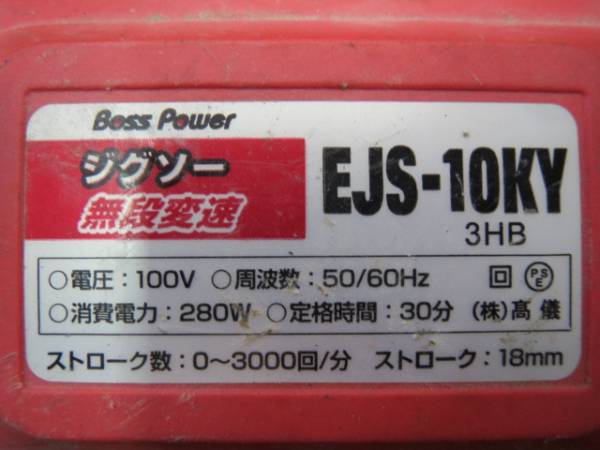 Boss Power
ジグソー
無段変速
EJS-10KY
3HB
○電圧:100V ○周波数:50/60Hz
PSE
○消費電力:280W ○定格時間:30分 (株)高儀
ストローク数:0～3000回/分 ストローク:18mm